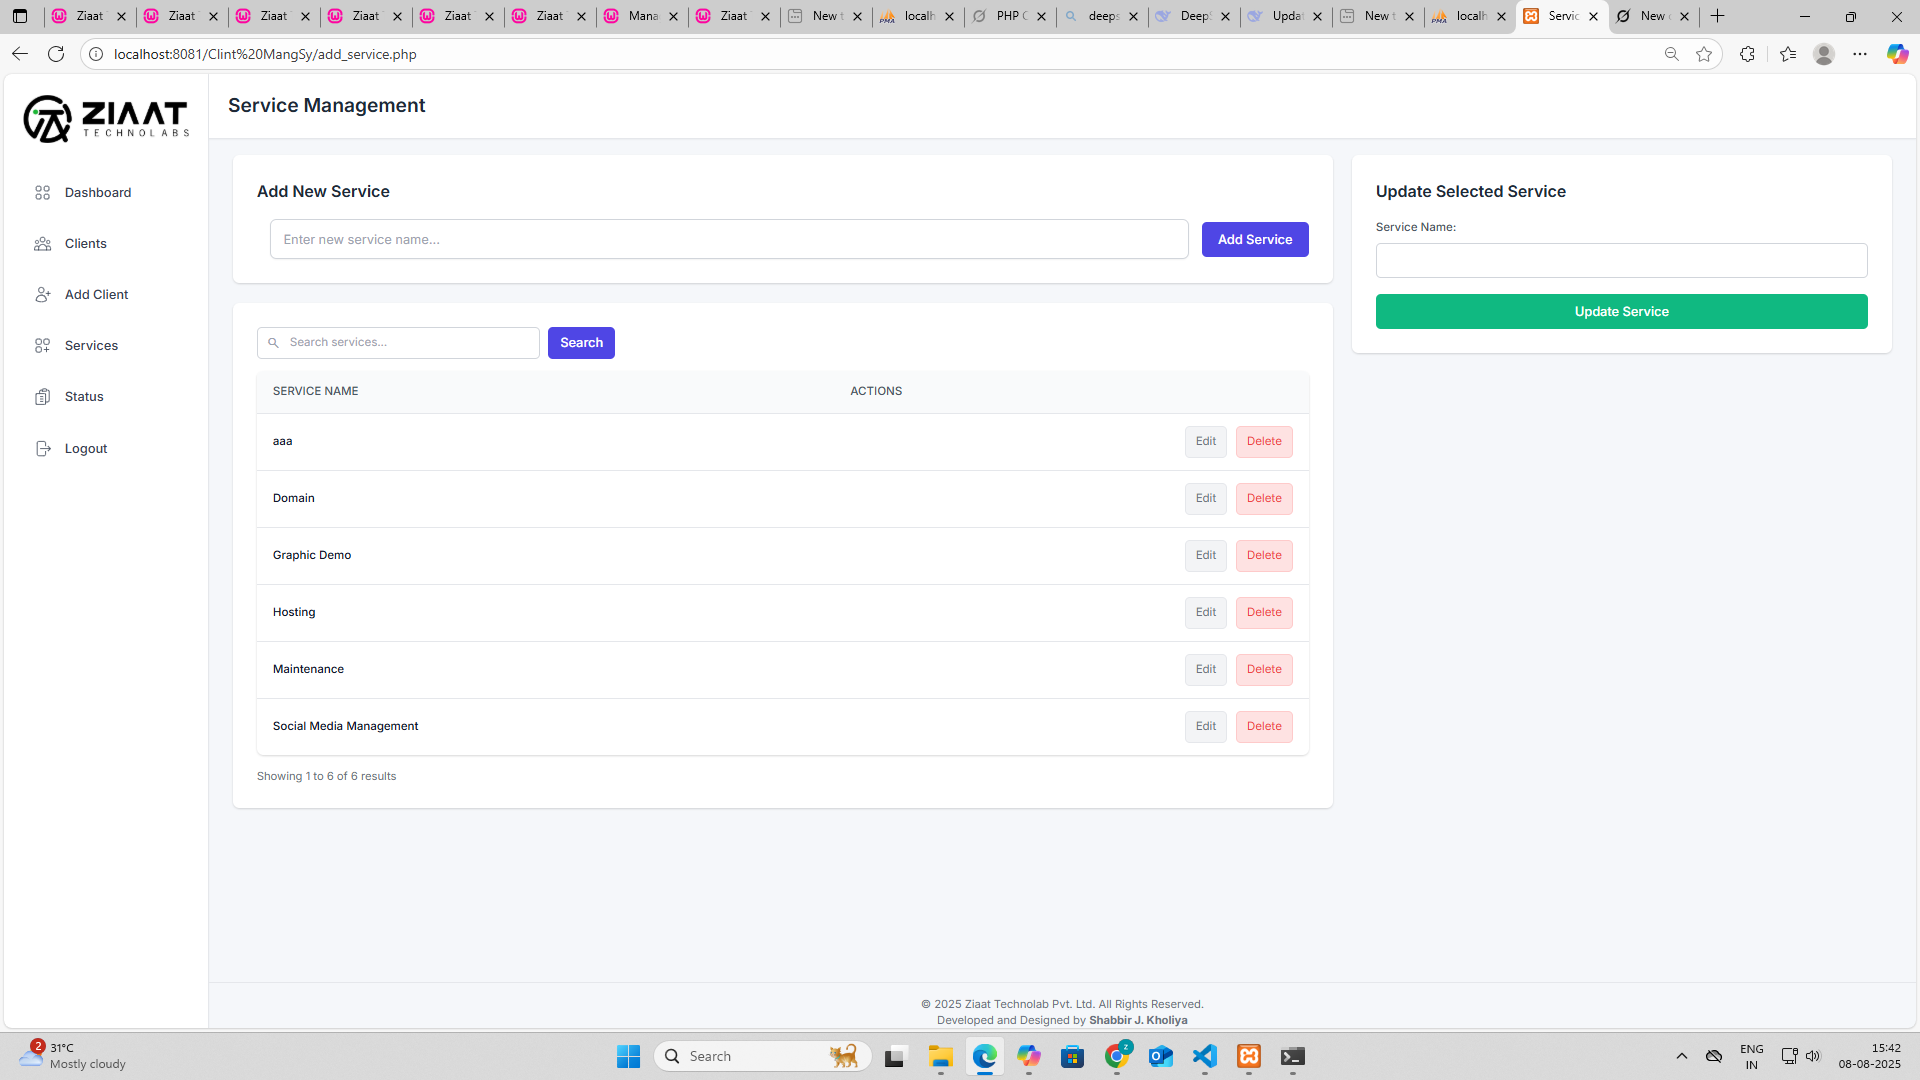 Ziaat
Ziaat
Ziaat
Ziaat
Ziaat
Ziaat
Mana
Ziaat
New t
localh
PHP C
deeps
Deep
Updat
New t
localh
Servic
New c
localhost:8081/Clint%20MangSy/add_service.php
ZIAAT
TECHNOLABS
Dashboard
Clients
Add Client
Services
Status
Logout
Service Management
Add New Service
Enter new service name...
Add Service
Search services...
Search
SERVICE NAME ACTIONS
aaa Edit Delete
Domain Edit Delete
Graphic Demo Edit Delete
Hosting Edit Delete
Maintenance Edit Delete
Social Media Management Edit Delete
Showing 1 to 6 of 6 results
Update Selected Service
Service Name:
Update Service
© 2025 Ziaat Technolab Pvt. Ltd. All Rights Reserved.
Developed and Designed by Shabbir J. Kholiya
2
31°C
Mostly cloudy
Search
z
ENG
IN
15:42
08-08-2025